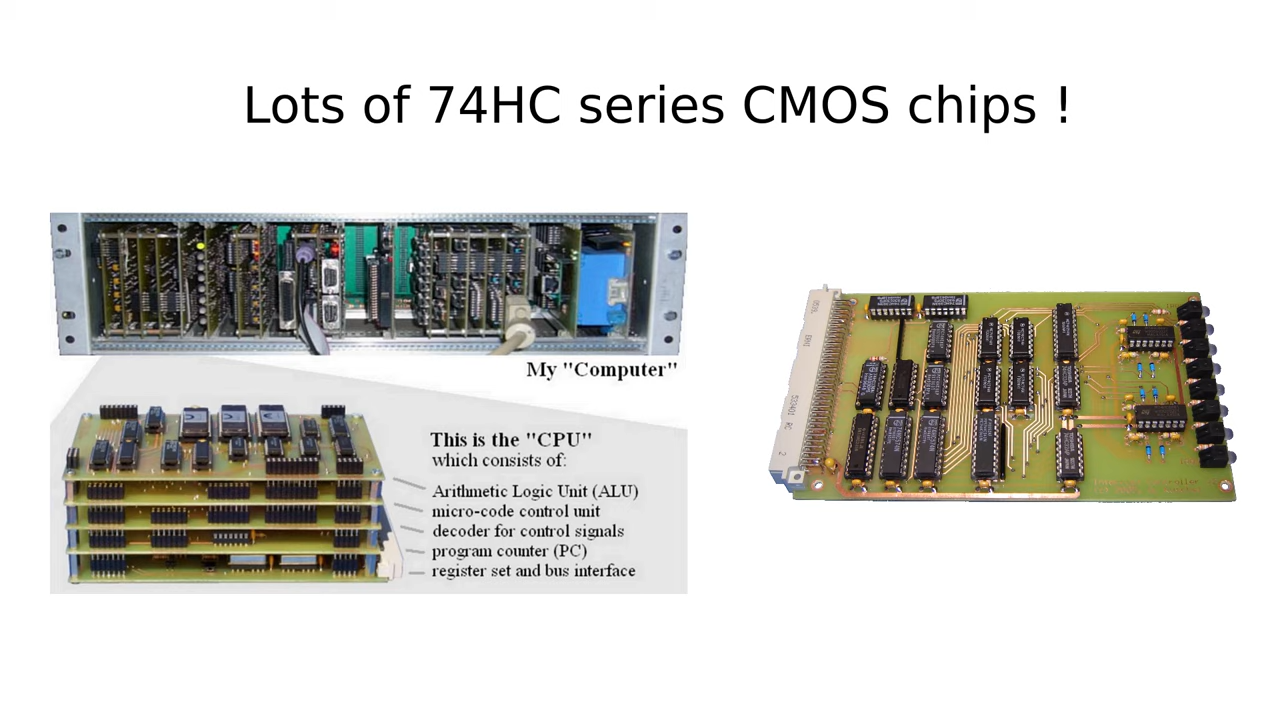 Lots of 74HC series CMOS chips !
My "Computer"
This is the "CPU"
which consists of:
Arithmetic Logic Unit (ALU)
micro-code control unit
decoder for control signals
program counter (PC)
register set and bus interface
ERNI